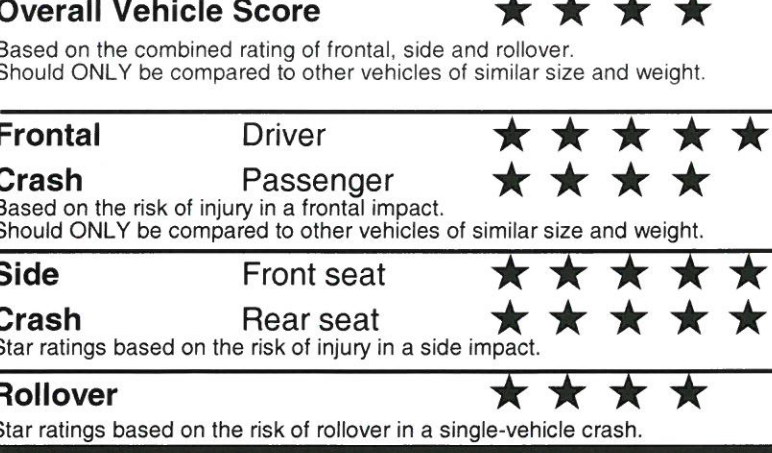 Overall Vehicle Score ★ ★ ★ ★
Based on the combined rating of frontal, side and rollover.
Should ONLY be compared to other vehicles of similar size and weight.
Frontal Driver ★ ★ ★ ★ ★
Crash Passenger ★ ★ ★ ★
Based on the risk of injury in a frontal impact.
Should ONLY be compared to other vehicles of similar size and weight.
Side Front seat ★ ★ ★ ★ ★
Crash Rear seat ★ ★ ★ ★ ★
Star ratings based on the risk of injury in a side impact.
Rollover ★ ★ ★ ★
Star ratings based on the risk of rollover in a single-vehicle crash.